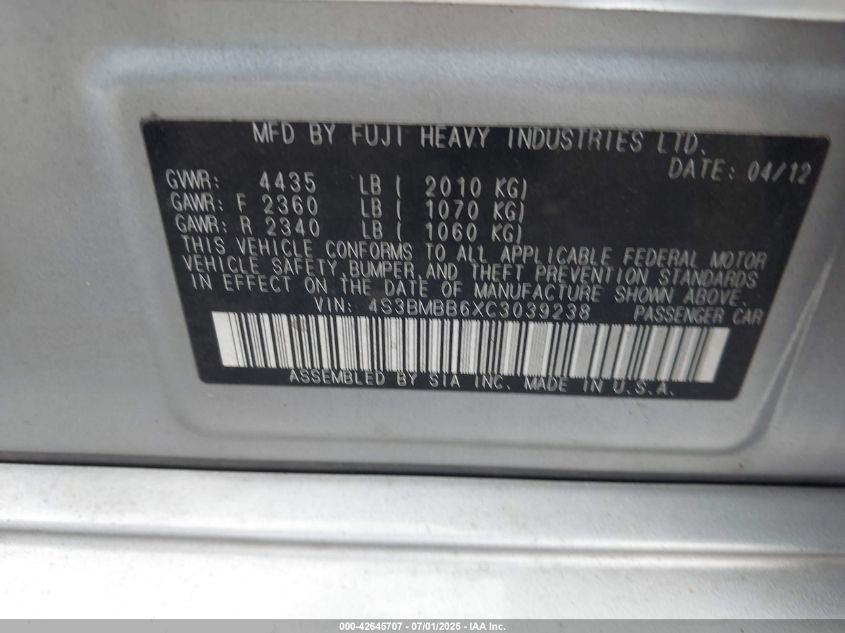 MFD BY FUJI HEAVY INDUSTRIES LTD.
DATE: 04/12
GVWR: 4435 LB ( 2010 KG)
GAWR: F 2360 LB ( 1070 KG)
GAWR: R 2340 LB ( 1060 KG)
THIS VEHICLE CONFORMS TO ALL APPLICABLE FEDERAL MOTOR
VEHICLE SAFETY,BUMPER,AND THEFT PREVENTION STANDARDS
IN EFFECT ON THE DATE OF MANUFACTURE SHOWN ABOVE.
VIN: 4S3BMBB6XC3039238 PASSENGER CAR
ASSEMBLED BY SIA INC. MADE IN U.S.A.
000-42645707 - 07/01/2025 - IAA Inc.